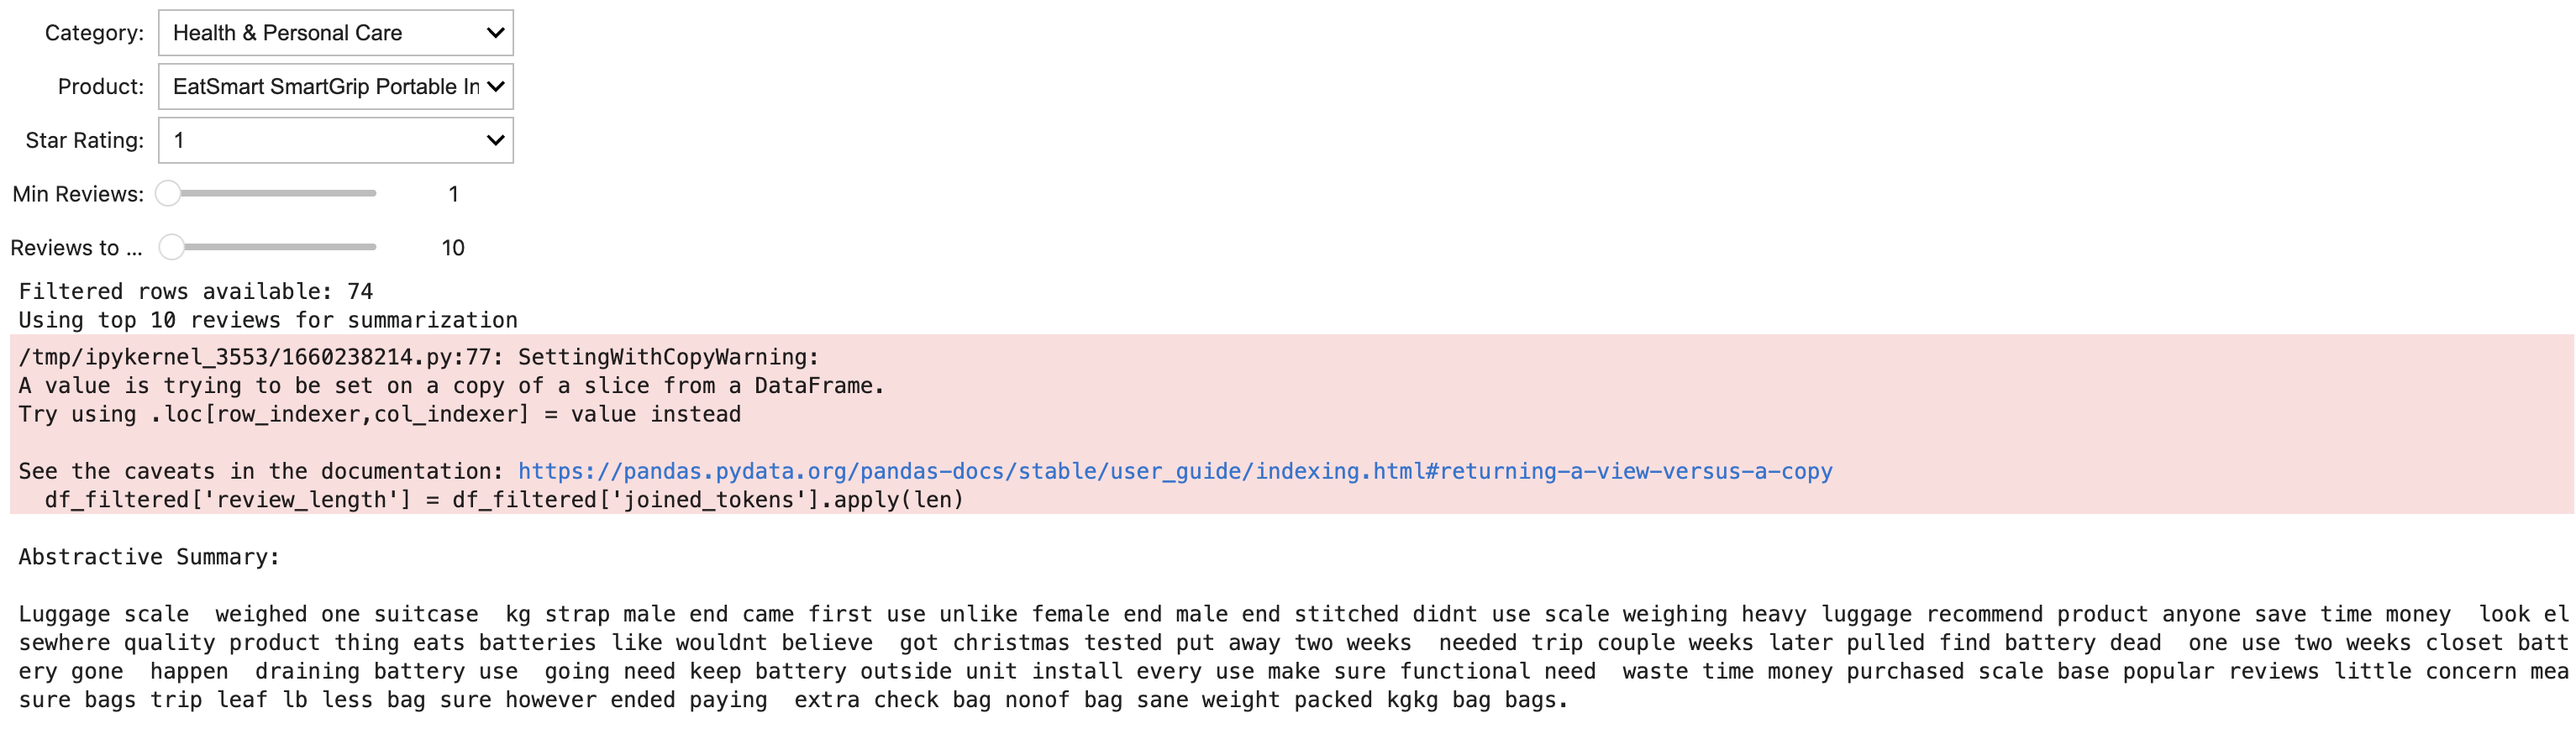 Category: Health & Personal Care
Product: EatSmart SmartGrip Portable In
Star Rating: 1
Min Reviews: 1
Reviews to ... 10
Filtered rows available: 74
Using top 10 reviews for summarization
/tmp/ipykernel_3553/1660238214.py:77: SettingWithCopyWarning:
A value is trying to be set on a copy of a slice from a DataFrame.
Try using .loc[row_indexer,col_indexer] = value instead
See the caveats in the documentation: https://pandas.pydata.org/pandas-docs/stable/user_guide/indexing.html#returning-a-view-versus-a-copy
  df_filtered['review_length'] = df_filtered['joined_tokens'].apply(len)
Abstractive Summary:
Luggage scale  weighed one suitcase  kg strap male end came first use unlike female end male end stitched didnt use scale weighing heavy luggage recommend product anyone save time money  look el
sewhere quality product thing eats batteries like wouldnt believe  got christmas tested put away two weeks  needed trip couple weeks later pulled find battery dead  one use two weeks closet batt
ery gone  happen  draining battery use  going need keep battery outside unit install every use make sure functional need  waste time money purchased scale base popular reviews little concern mea
sure bags trip leaf lb less bag sure however ended paying  extra check bag nonof bag sane weight packed kgkg bag bags.